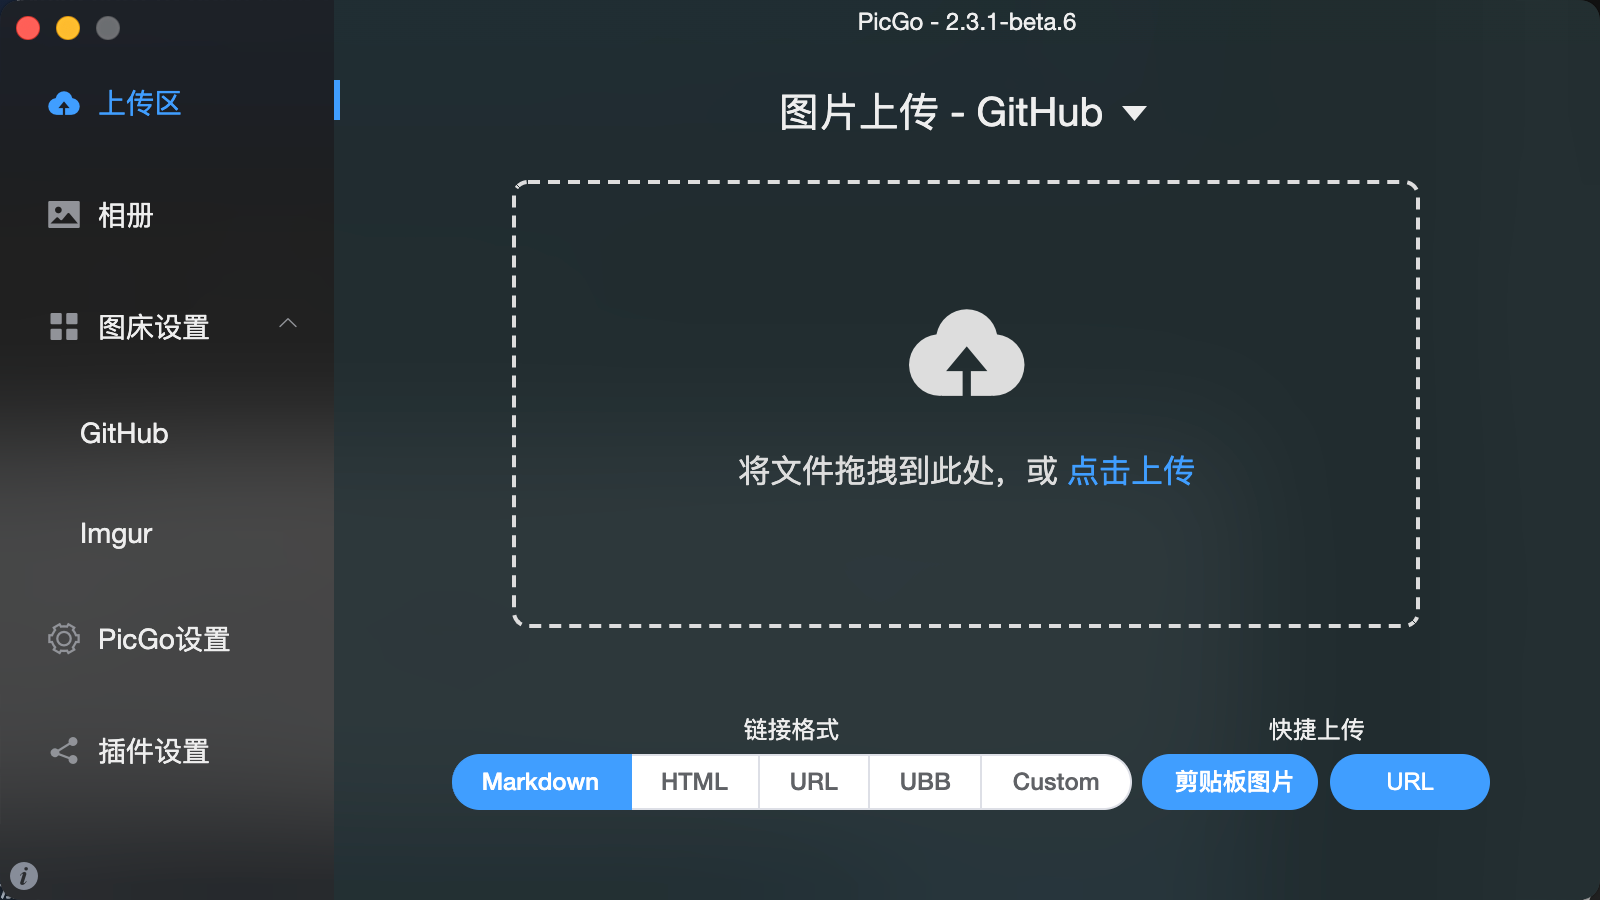 PicGo - 2.3.1-beta.6
上传区
相册
图床设置
GitHub
Imgur
PicGo设置
插件设置
图片上传 - GitHub
将文件拖拽到此处，或 点击上传
链接格式
Markdown HTML URL UBB Custom
快捷上传
剪贴板图片 URL